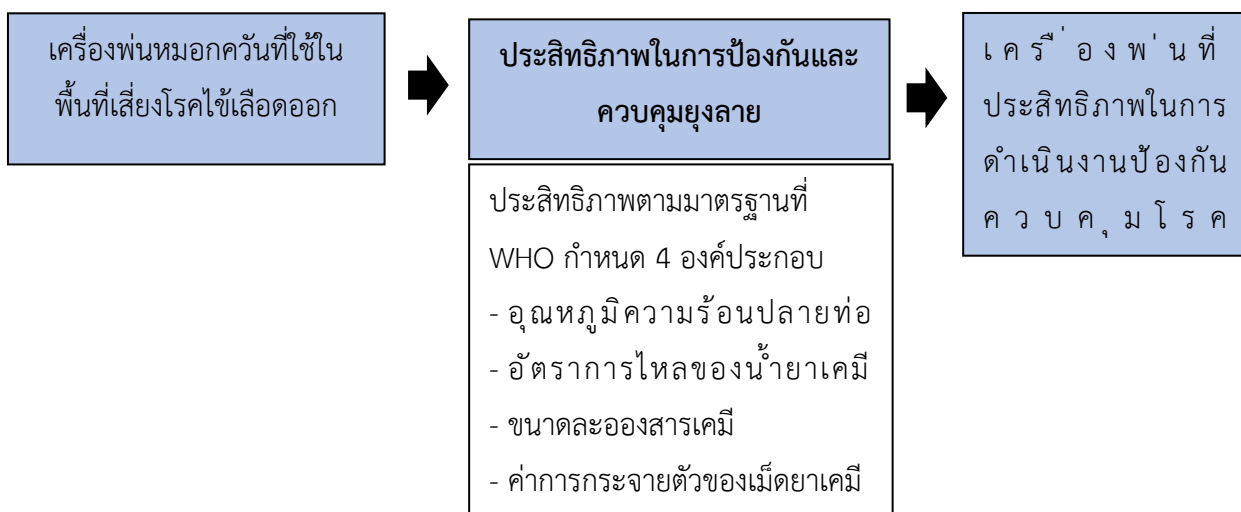 เครื่องพ่นหมอกควันที่ใช้ใน
พื้นที่เสี่ยงโรคไข้เลือดออก
ประสิทธิภาพในการป้องกันและ
ควบคุมยุงลาย
ประสิทธิภาพตามมาตรฐานที่
WHO กำหนด 4 องค์ประกอบ
- อุณหภูมิความร้อนปลายท่อ
- อัตราการไหลของน้ำยาเคมี
- ขนาดละอองสารเคมี
- ค่าการกระจายตัวของเม็ดยาเคมี
เครื่องพ่นที่
ประสิทธิภาพในการ
ดำเนินงานป้องกัน
ควบคุมโรค